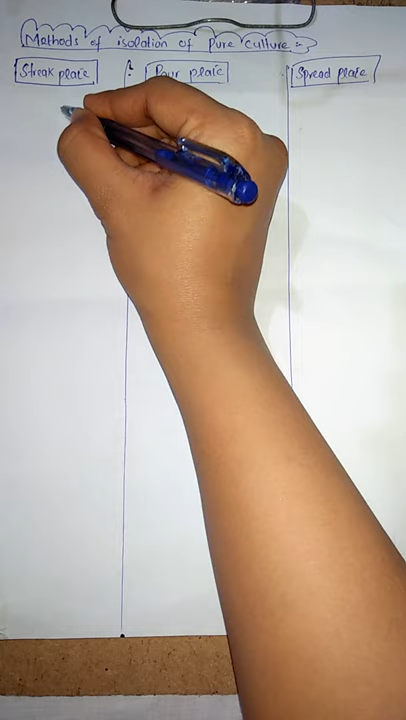 Methods of isolation of pure culture :-
Streak plate
Pour plate
Spread plate